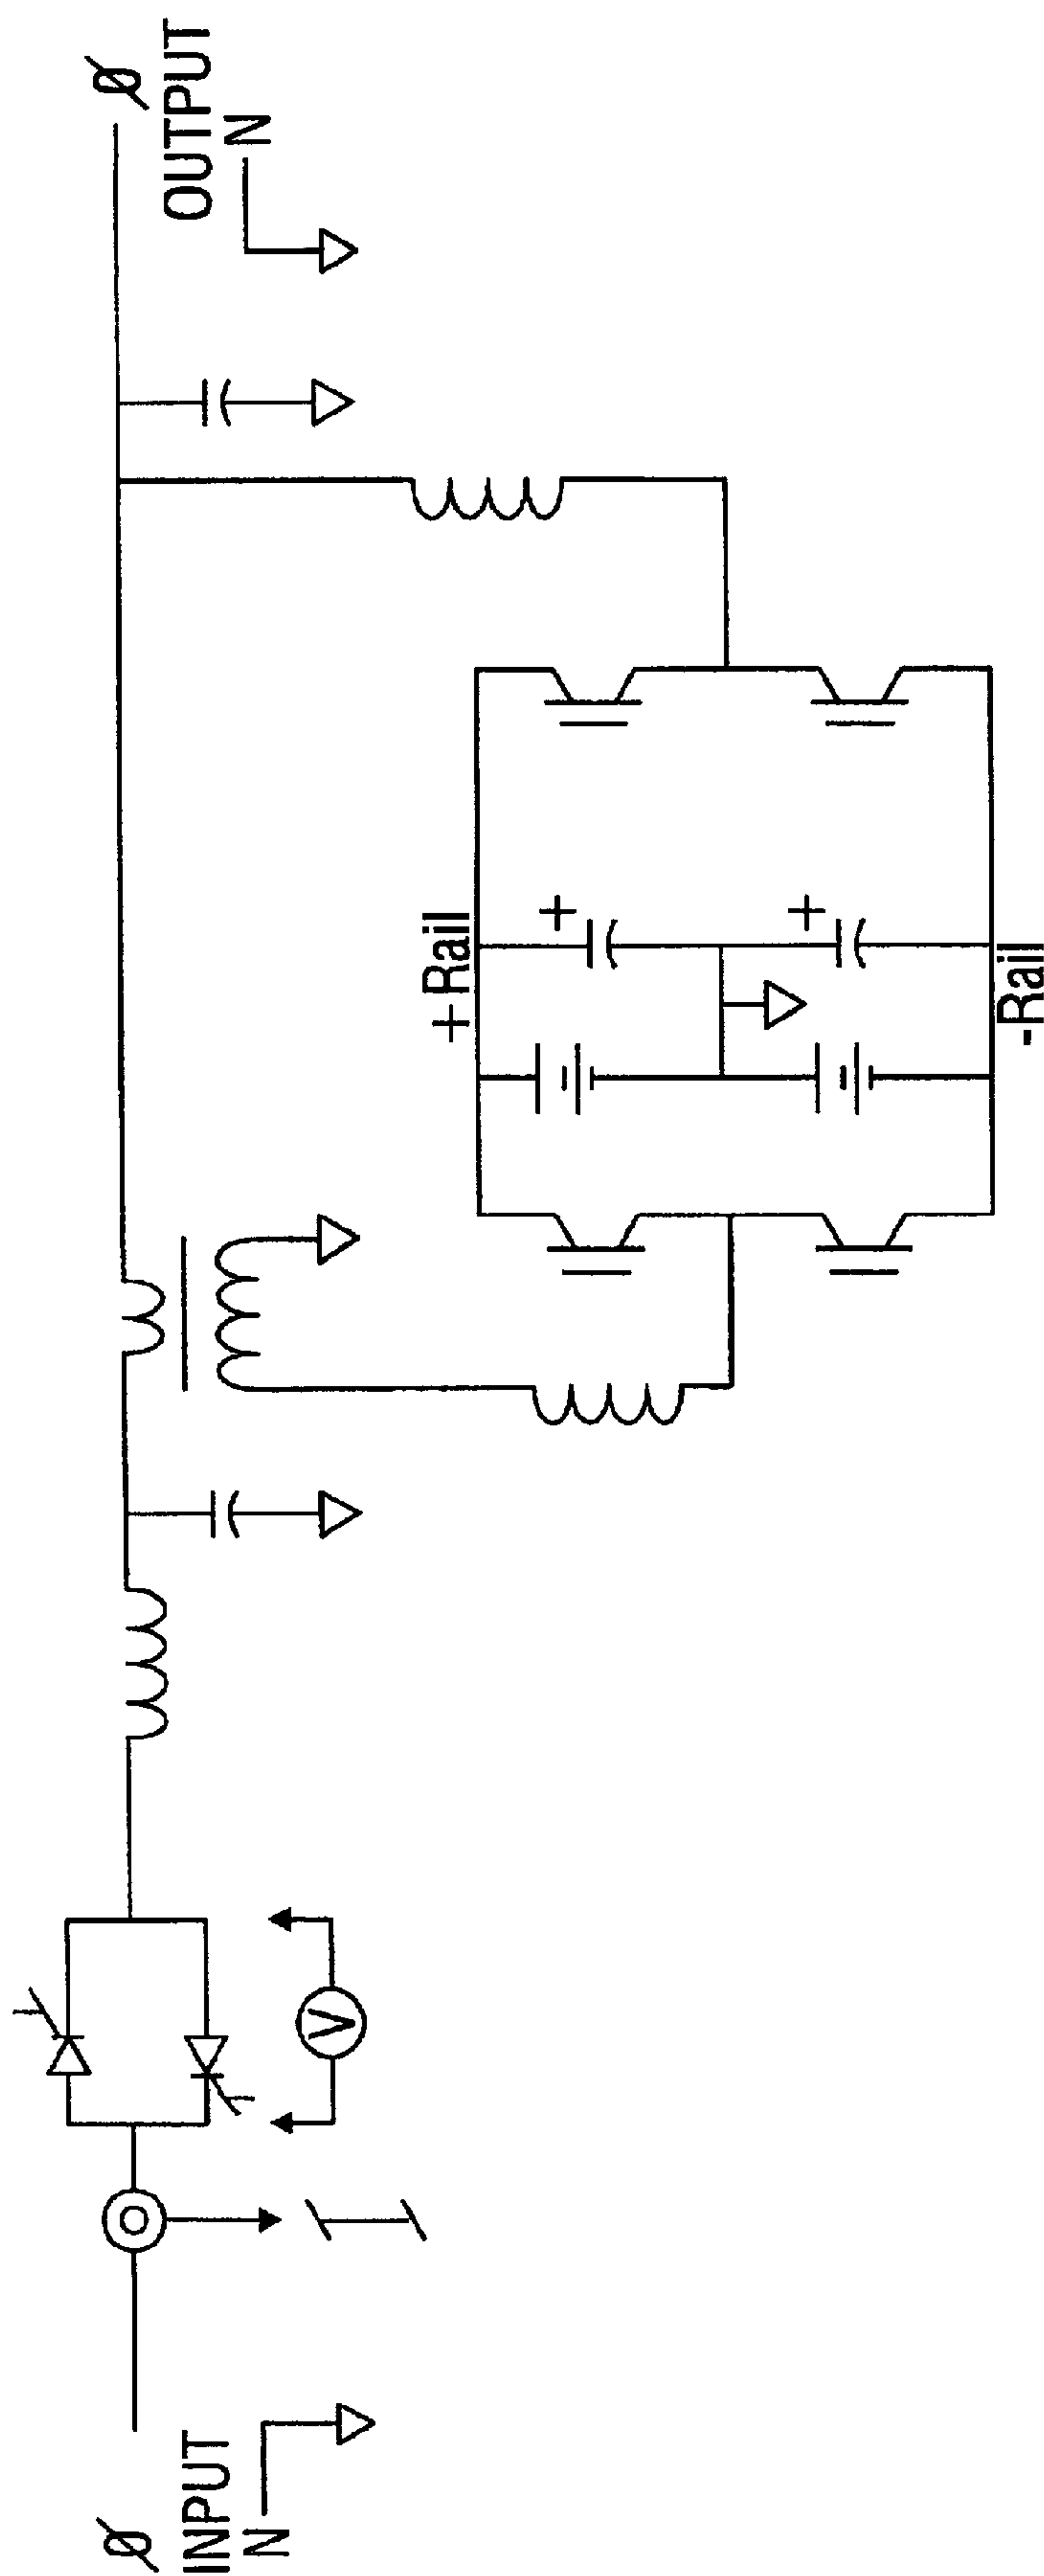 Ø
INPUT
N
I
V
+Rail
+
+
-Rail
Ø
OUTPUT
N